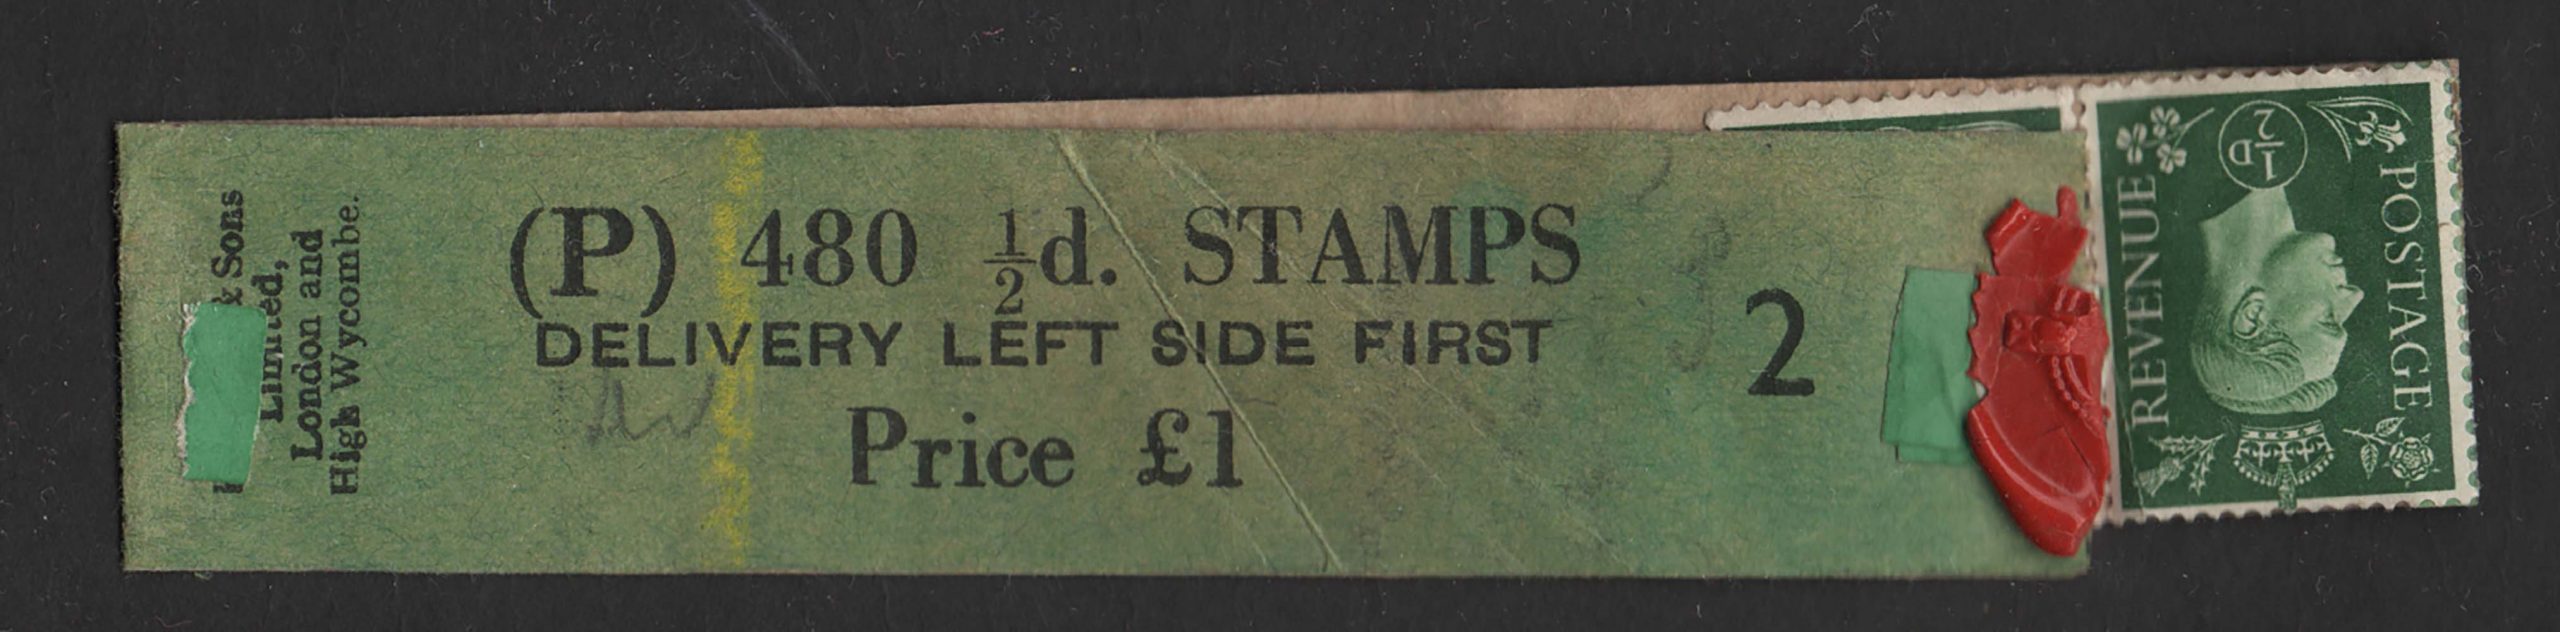 & Sons
Limited,
London and
High Wycombe.
(P) 480 ½d. STAMPS
DELIVERY LEFT SIDE FIRST
Price £1
2
POSTAGE
½D
REVENUE